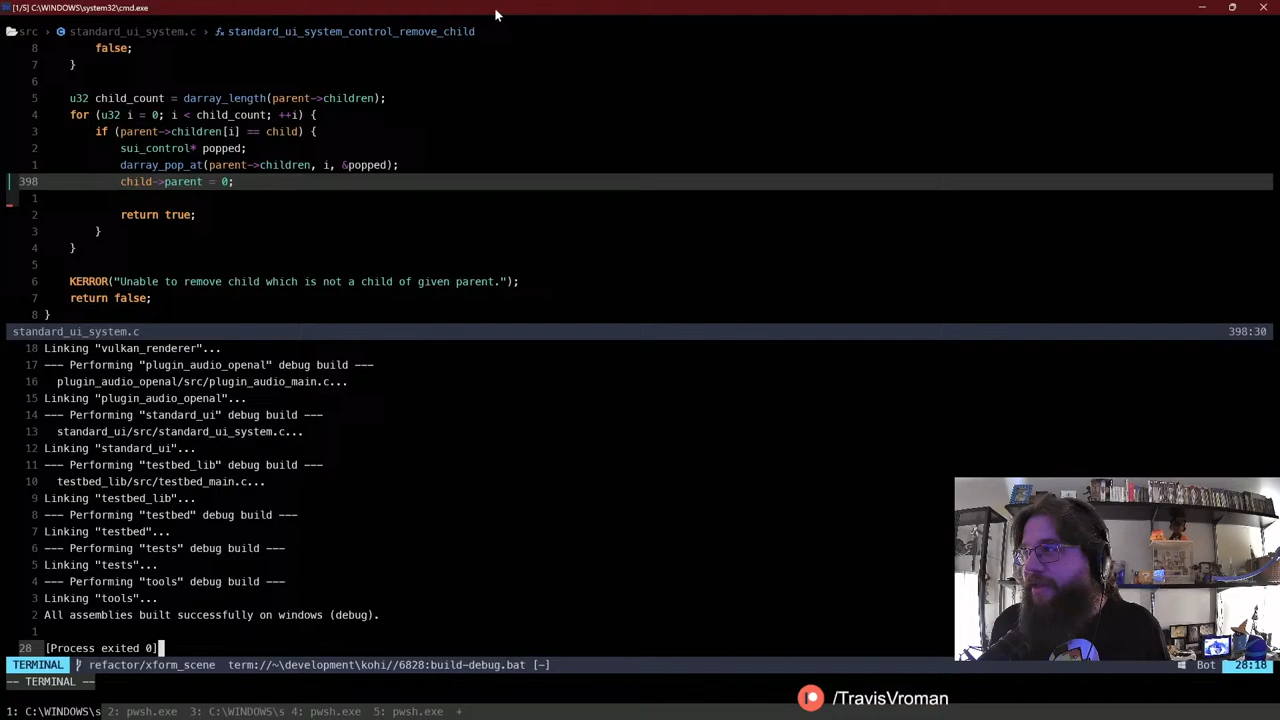 [1/5] C:\WINDOWS\system32\cmd.exe
src › C standard_ui_system.c › fx standard_ui_system_control_remove_child
8 false;
7 }
6
5 u32 child_count = darray_length(parent->children);
4 for (u32 i = 0; i < child_count; ++i) {
3 if (parent->children[i] == child) {
2 sui_control* popped;
1 darray_pop_at(parent->children, i, &popped);
398 child->parent = 0;
1
2 return true;
3 }
4 }
5
6 KERROR("Unable to remove child which is not a child of given parent.");
7 return false;
8 }
standard_ui_system.c 398:30
18 Linking "vulkan_renderer"...
17 --- Performing "plugin_audio_openal" debug build ---
16 plugin_audio_openal/src/plugin_audio_main.c...
15 Linking "plugin_audio_openal"...
14 --- Performing "standard_ui" debug build ---
13 standard_ui/src/standard_ui_system.c...
12 Linking "standard_ui"...
11 --- Performing "testbed_lib" debug build ---
10 testbed_lib/src/testbed_main.c...
9 Linking "testbed_lib"...
8 --- Performing "testbed" debug build ---
7 Linking "testbed"...
6 --- Performing "tests" debug build ---
5 Linking "tests"...
4 --- Performing "tools" debug build ---
3 Linking "tools"...
2 All assemblies built successfully on windows (debug).
1
28 [Process exited 0]
TERMINAL refactor/xform_scene term://~\development\kohi//6828:build-debug.bat [-] Bot 28:18
-- TERMINAL --
/TravisVroman
1: C:\WINDOWS\s 2: pwsh.exe 3: C:\WINDOWS\s 4: pwsh.exe 5: pwsh.exe +